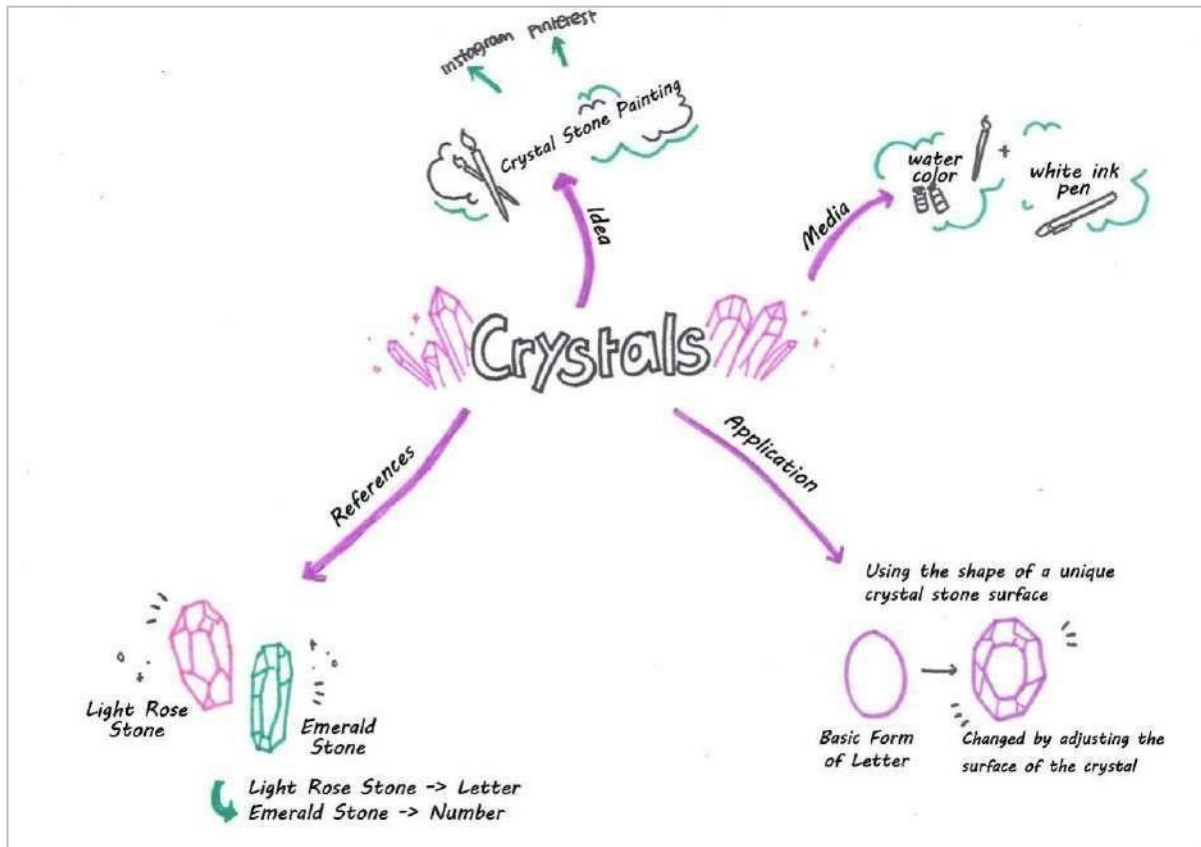 Instagram Pinterest
Crystal Stone Painting
Idea
Media
water
color
+
white ink
pen
Crystals
References
Application
Light Rose
Stone
Emerald
Stone
Light Rose Stone -> Letter
Emerald Stone -> Number
Using the shape of a unique
crystal stone surface
Basic Form
of Letter
Changed by adjusting the
surface of the crystal